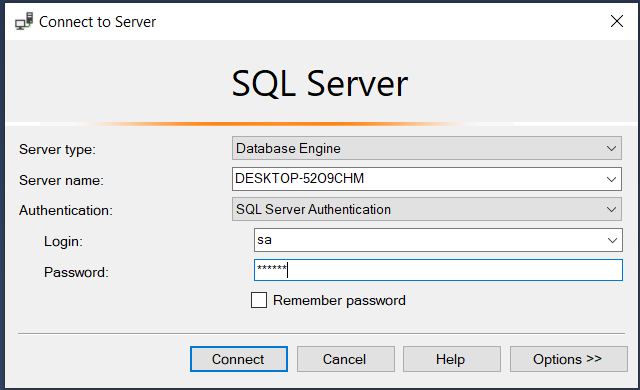 Connect to Server
SQL Server
Server type: Database Engine
Server name: DESKTOP-52O9CHM
Authentication: SQL Server Authentication
Login: sa
Password: ******
Remember password
Connect Cancel Help Options >>